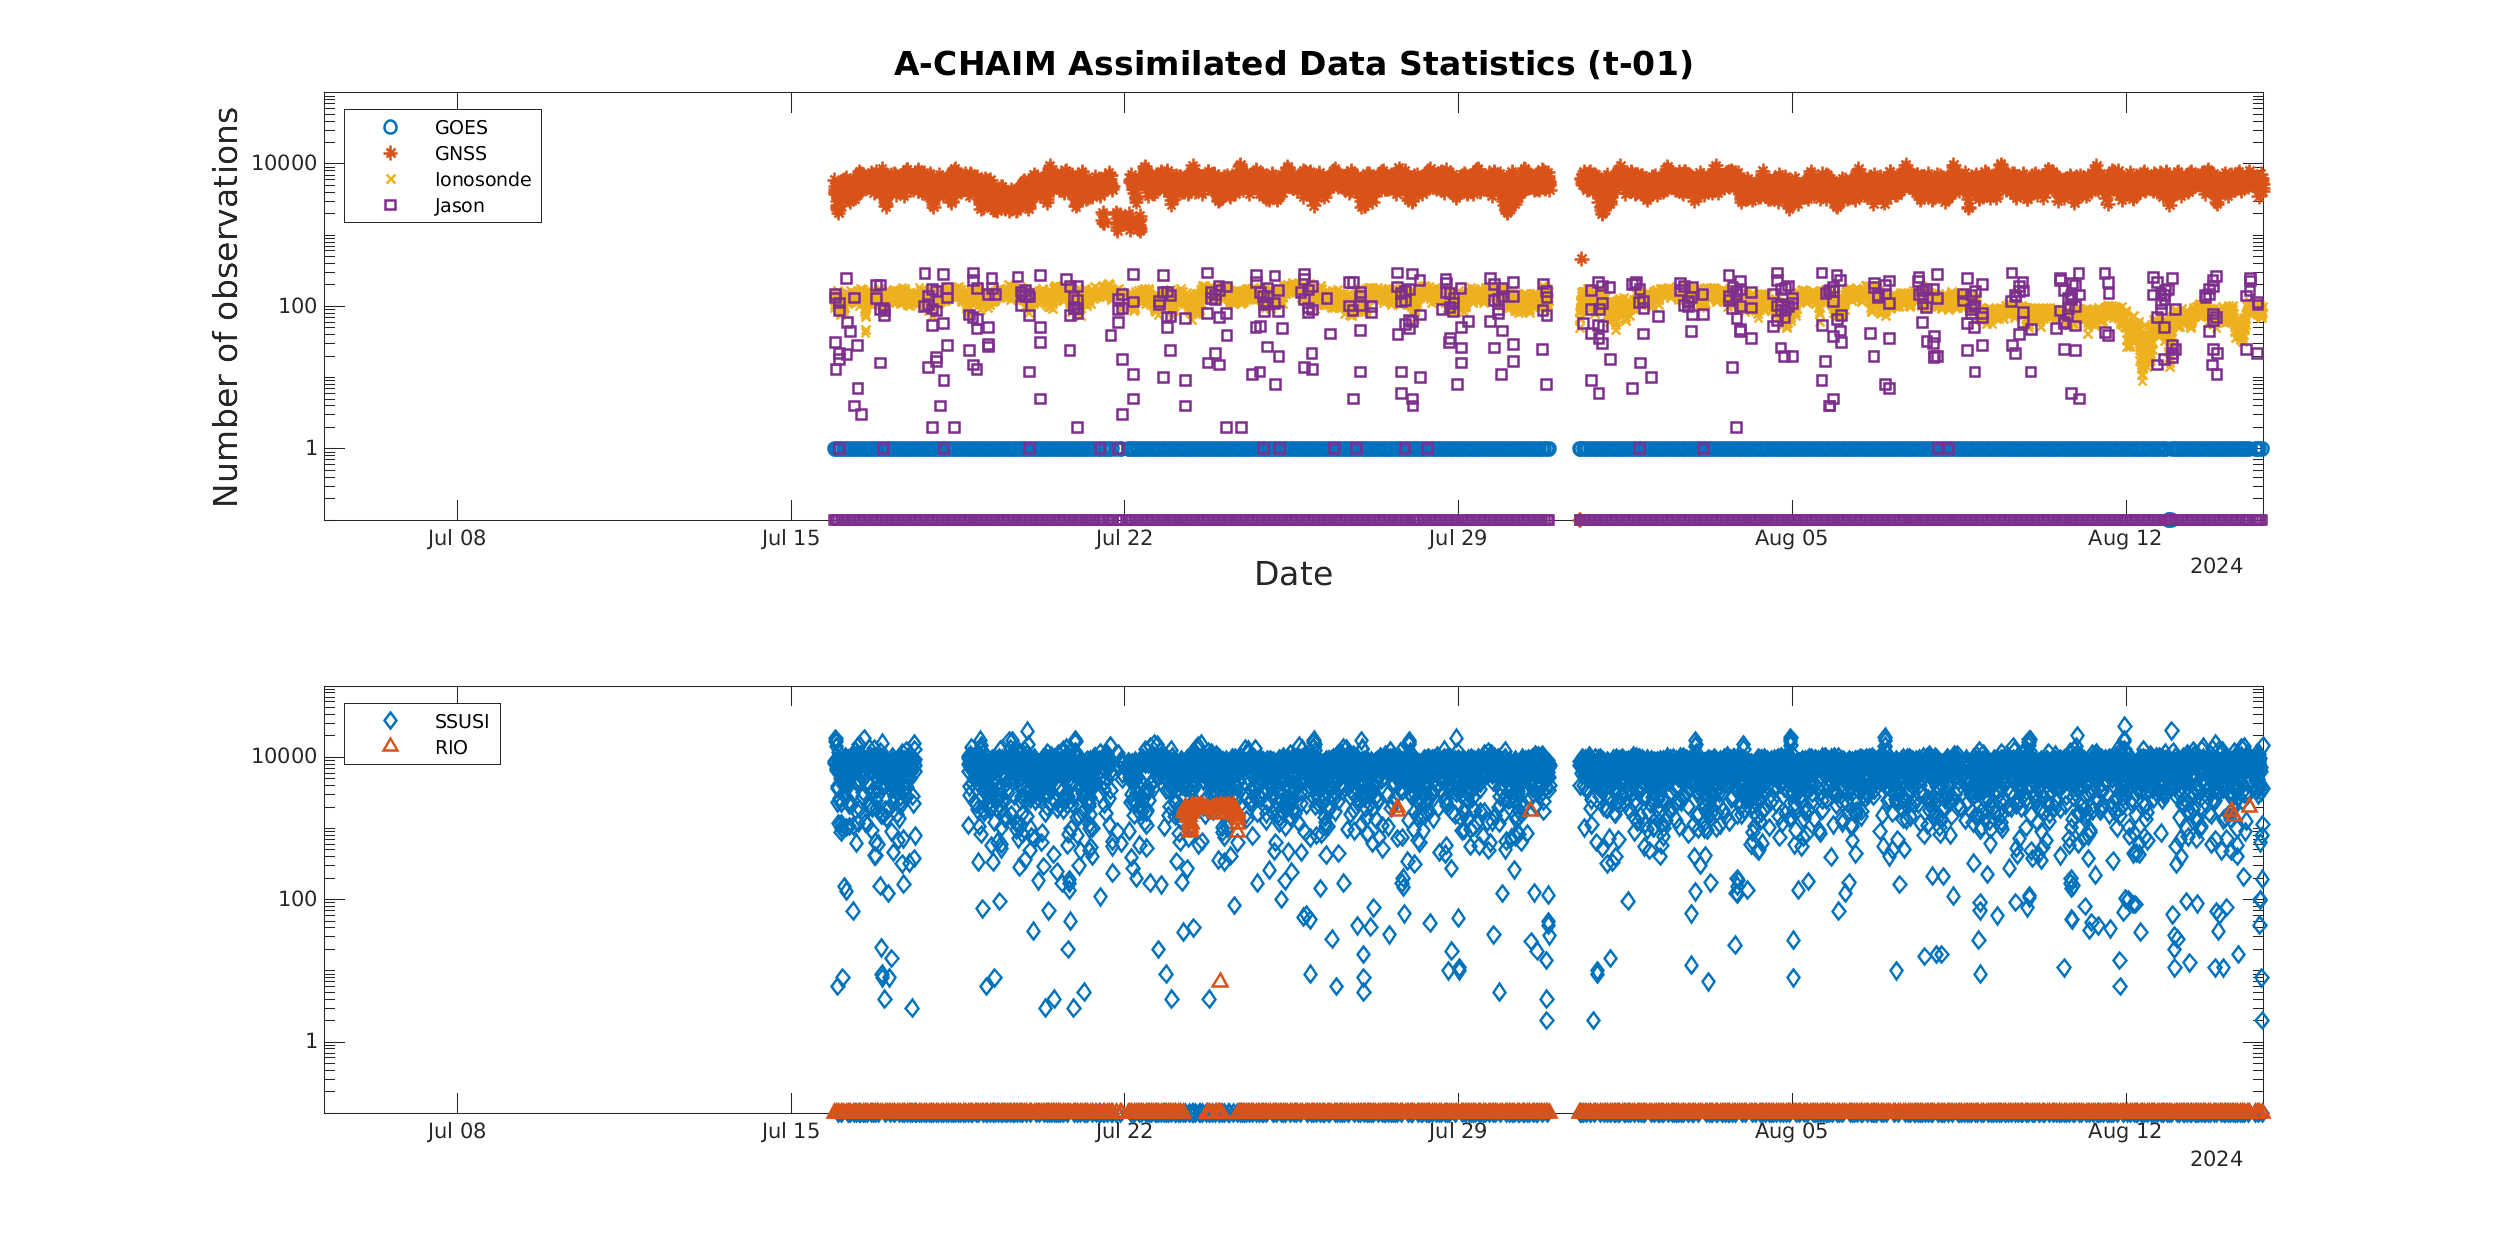 A-CHAIM Assimilated Data Statistics (t-01)
Number of observations
10000
100
1
GOES
GNSS
Ionosonde
Jason
Jul 08
Jul 15
Jul 22
Jul 29
Aug 05
Aug 12
2024
Date
10000
100
1
SSUSI
RIO
Jul 08
Jul 15
Jul 22
Jul 29
Aug 05
Aug 12
2024